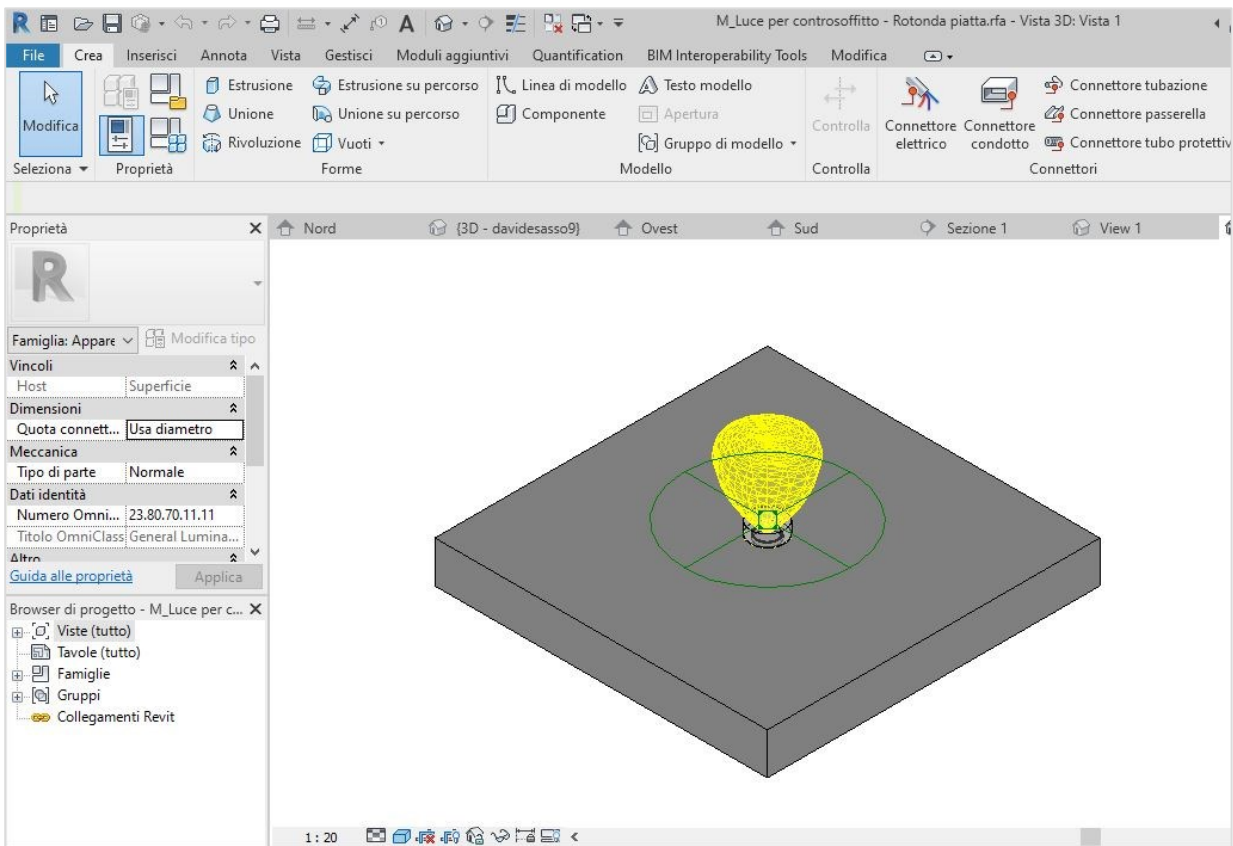 M_Luce per controsoffitto - Rotonda piatta.rfa - Vista 3D: Vista 1
File Crea Inserisci Annota Vista Gestisci Moduli aggiuntivi Quantification BIM Interoperability Tools Modifica
Modifica
Estrusione Estrusione su percorso Linea di modello Testo modello Connettore tubazione
Unione Unione su percorso Componente Apertura Controlla Connettore elettrico Connettore condotto Connettore passerella
Rivoluzione Vuoti Gruppo di modello Connettore tubo protettiv
Seleziona Proprietà Forme Modello Controlla Connettori
Proprietà X Nord {3D - davidesasso9} Ovest Sud Sezione 1 View 1
R
Famiglia: Appare Modifica tipo
Vincoli
Host Superficie
Dimensioni
Quota connett... Usa diametro
Meccanica
Tipo di parte Normale
Dati identità
Numero Omni... 23.80.70.11.11
Titolo OmniClass General Lumina...
Altro
Guida alle proprietà Applica
Browser di progetto - M_Luce per c... X
Viste (tutto)
Tavole (tutto)
Famiglie
Gruppi
Collegamenti Revit
1 : 20